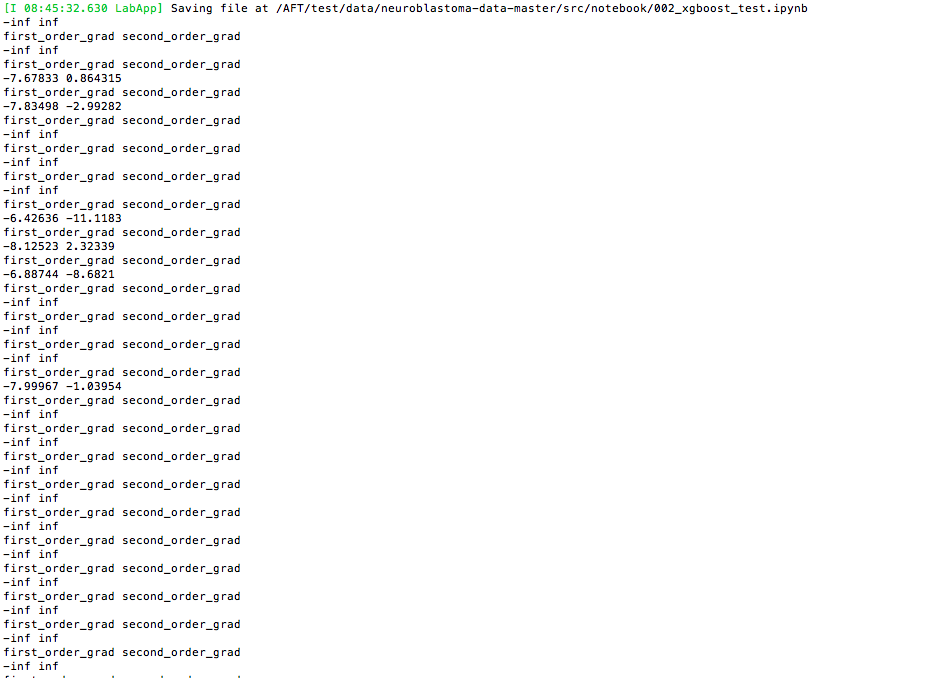 [I 08:45:32.630 LabApp] Saving file at /AFT/test/data/neuroblastoma-data-master/src/notebook/002_xgboost_test.ipynb
-inf inf
first_order_grad second_order_grad
-inf inf
first_order_grad second_order_grad
-7.67833 0.864315
first_order_grad second_order_grad
-7.83498 -2.99282
first_order_grad second_order_grad
-inf inf
first_order_grad second_order_grad
-inf inf
first_order_grad second_order_grad
-inf inf
first_order_grad second_order_grad
-6.42636 -11.1183
first_order_grad second_order_grad
-8.12523 2.32339
first_order_grad second_order_grad
-6.88744 -8.6821
first_order_grad second_order_grad
-inf inf
first_order_grad second_order_grad
-inf inf
first_order_grad second_order_grad
-inf inf
first_order_grad second_order_grad
-7.99967 -1.03954
first_order_grad second_order_grad
-inf inf
first_order_grad second_order_grad
-inf inf
first_order_grad second_order_grad
-inf inf
first_order_grad second_order_grad
-inf inf
first_order_grad second_order_grad
-inf inf
first_order_grad second_order_grad
-inf inf
first_order_grad second_order_grad
-inf inf
first_order_grad second_order_grad
-inf inf
first_order_grad second_order_grad
-inf inf
first_order_grad second_order_grad
-inf inf